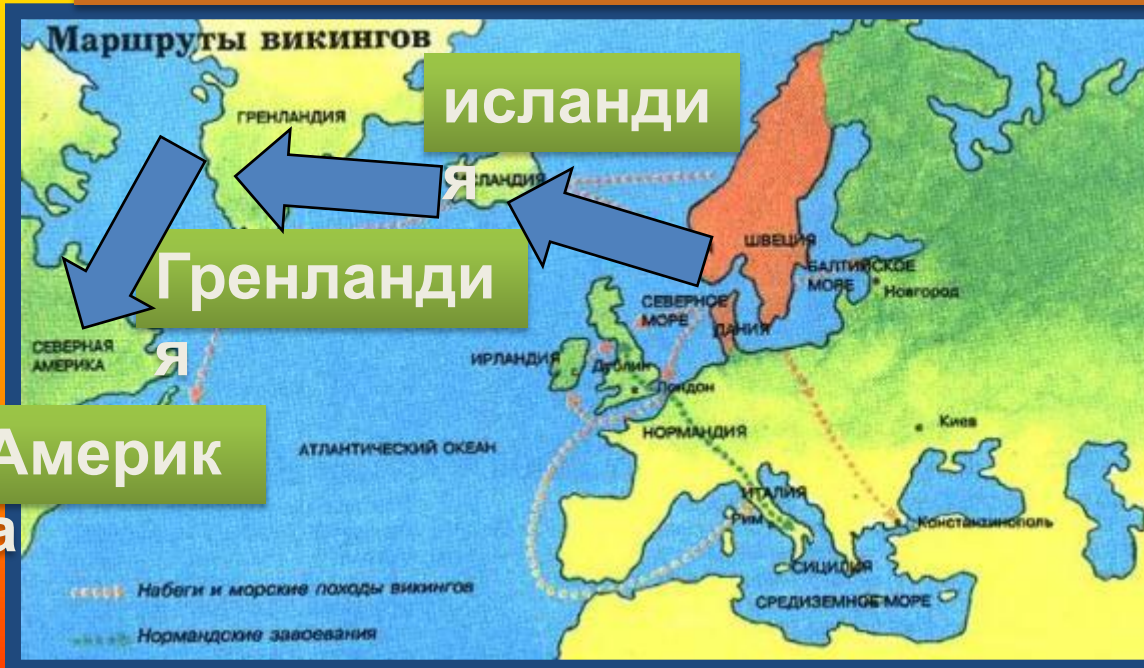 Маршруты викингов
исланди
я
ГРЕНЛАНДИЯ
ИСЛАНДИЯ
Гренланди
я
ШВЕЦИЯ
БАЛТИЙСКОЕ
МОРЕ
Новгород
СЕВЕРНОЕ
МОРЕ
ДАНИЯ
СЕВЕРНАЯ
АМЕРИКА
ИРЛАНДИЯ
Дублин
Лондон
Америк
а
АТЛАНТИЧЕСКИЙ ОКЕАН
НОРМАНДИЯ
Киев
ИТАЛИЯ
Рим
Константинополь
СИЦИЛИЯ
СРЕДИЗЕМНОЕ МОРЕ
Набеги и морские походы викингов
Нормандские завоевания